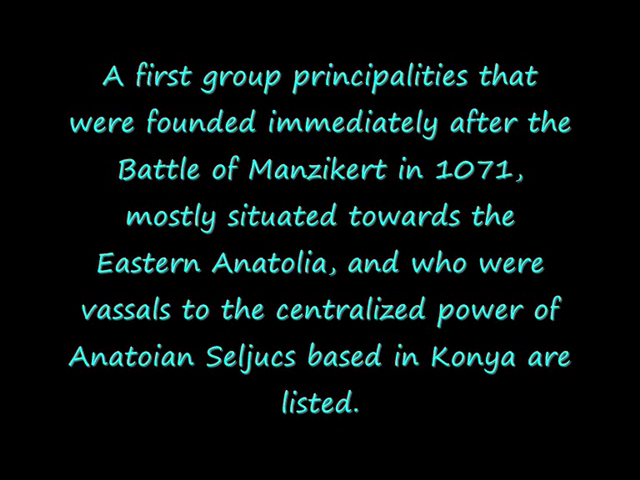 A first group principalities that
were founded immediately after the
Battle of Manzikert in 1071,
mostly situated towards the
Eastern Anatolia, and who were
vassals to the centralized power of
Anatoian Seljucs based in Konya are
listed.